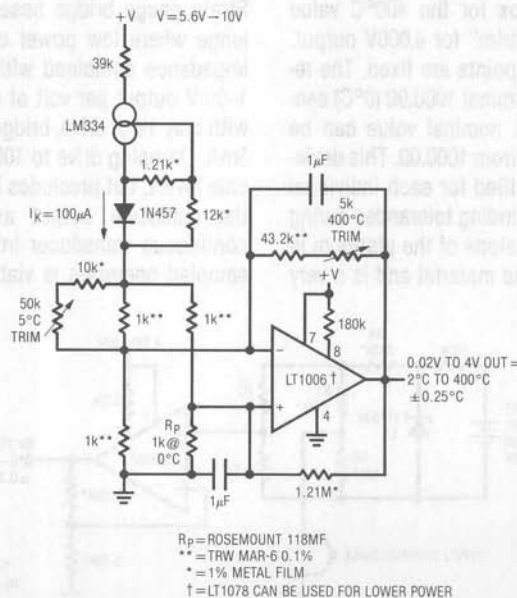 +V
V=5.6V−10V
39k
LM334
1.21k*
IK=100µA
1N457
12k*
1µF
5k
400°C
TRIM
43.2k**
+V
10k*
50k
5°C
TRIM
1k**
1k**
180k
7
8
−
LT1006 †
+
4
0.02V TO 4V OUT =
2°C TO 400°C
±0.25°C
1k**
RP
1k@
0°C
1µF
1.21M*
RP=ROSEMOUNT 118MF
**=TRW MAR-6 0.1%
*=1% METAL FILM
†=LT1078 CAN BE USED FOR LOWER POWER